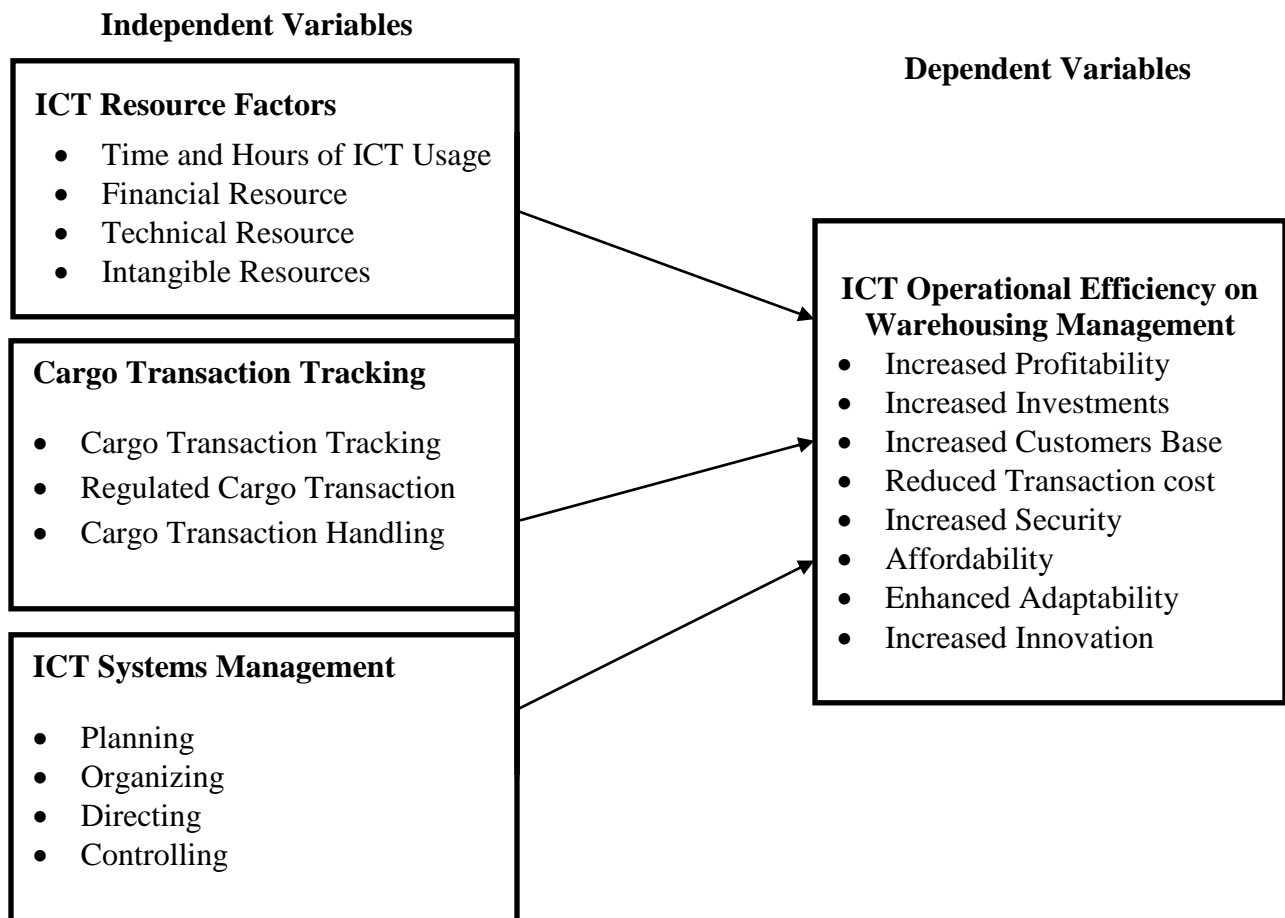 Independent Variables
ICT Resource Factors
• Time and Hours of ICT Usage
• Financial Resource
• Technical Resource
• Intangible Resources
Cargo Transaction Tracking
• Cargo Transaction Tracking
• Regulated Cargo Transaction
• Cargo Transaction Handling
ICT Systems Management
• Planning
• Organizing
• Directing
• Controlling
Dependent Variables
ICT Operational Efficiency on
Warehousing Management
• Increased Profitability
• Increased Investments
• Increased Customers Base
• Reduced Transaction cost
• Increased Security
• Affordability
• Enhanced Adaptability
• Increased Innovation